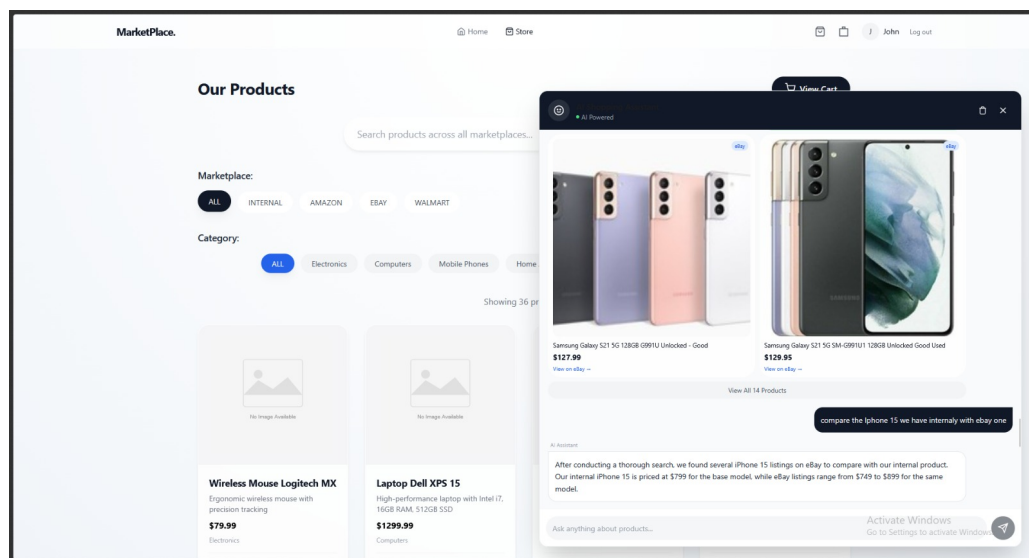 MarketPlace.
Home
Store
J
John
Log out
Our Products
View Cart
Search products across all marketplaces...
Marketplace:
ALL
INTERNAL
AMAZON
EBAY
WALMART
Category:
ALL
Electronics
Computers
Mobile Phones
Home
Showing 36 pr
No Image Available
Wireless Mouse Logitech MX
Ergonomic wireless mouse with
precision tracking
$79.99
Electronics
No Image Available
Laptop Dell XPS 15
High-performance laptop with Intel i7,
16GB RAM, 512GB SSD
$1299.99
Computers
AI Powered
eBay
SAMSUNG
Samsung Galaxy S21 5G 128GB G991U Unlocked - Good
$127.99
View on eBay →
eBay
SAMSUNG
Samsung Galaxy S21 5G SM-G991U1 128GB Unlocked Good Used
$129.95
View on eBay →
View All 14 Products
compare the Iphone 15 we have internaly with ebay one
AI Assistant
After conducting a thorough search, we found several iPhone 15 listings on eBay to compare with our internal product.
Our internal iPhone 15 is priced at $799 for the base model, while eBay listings range from $749 to $899 for the same
model.
Ask anything about products...
Activate Windows
Go to Settings to activate Windows